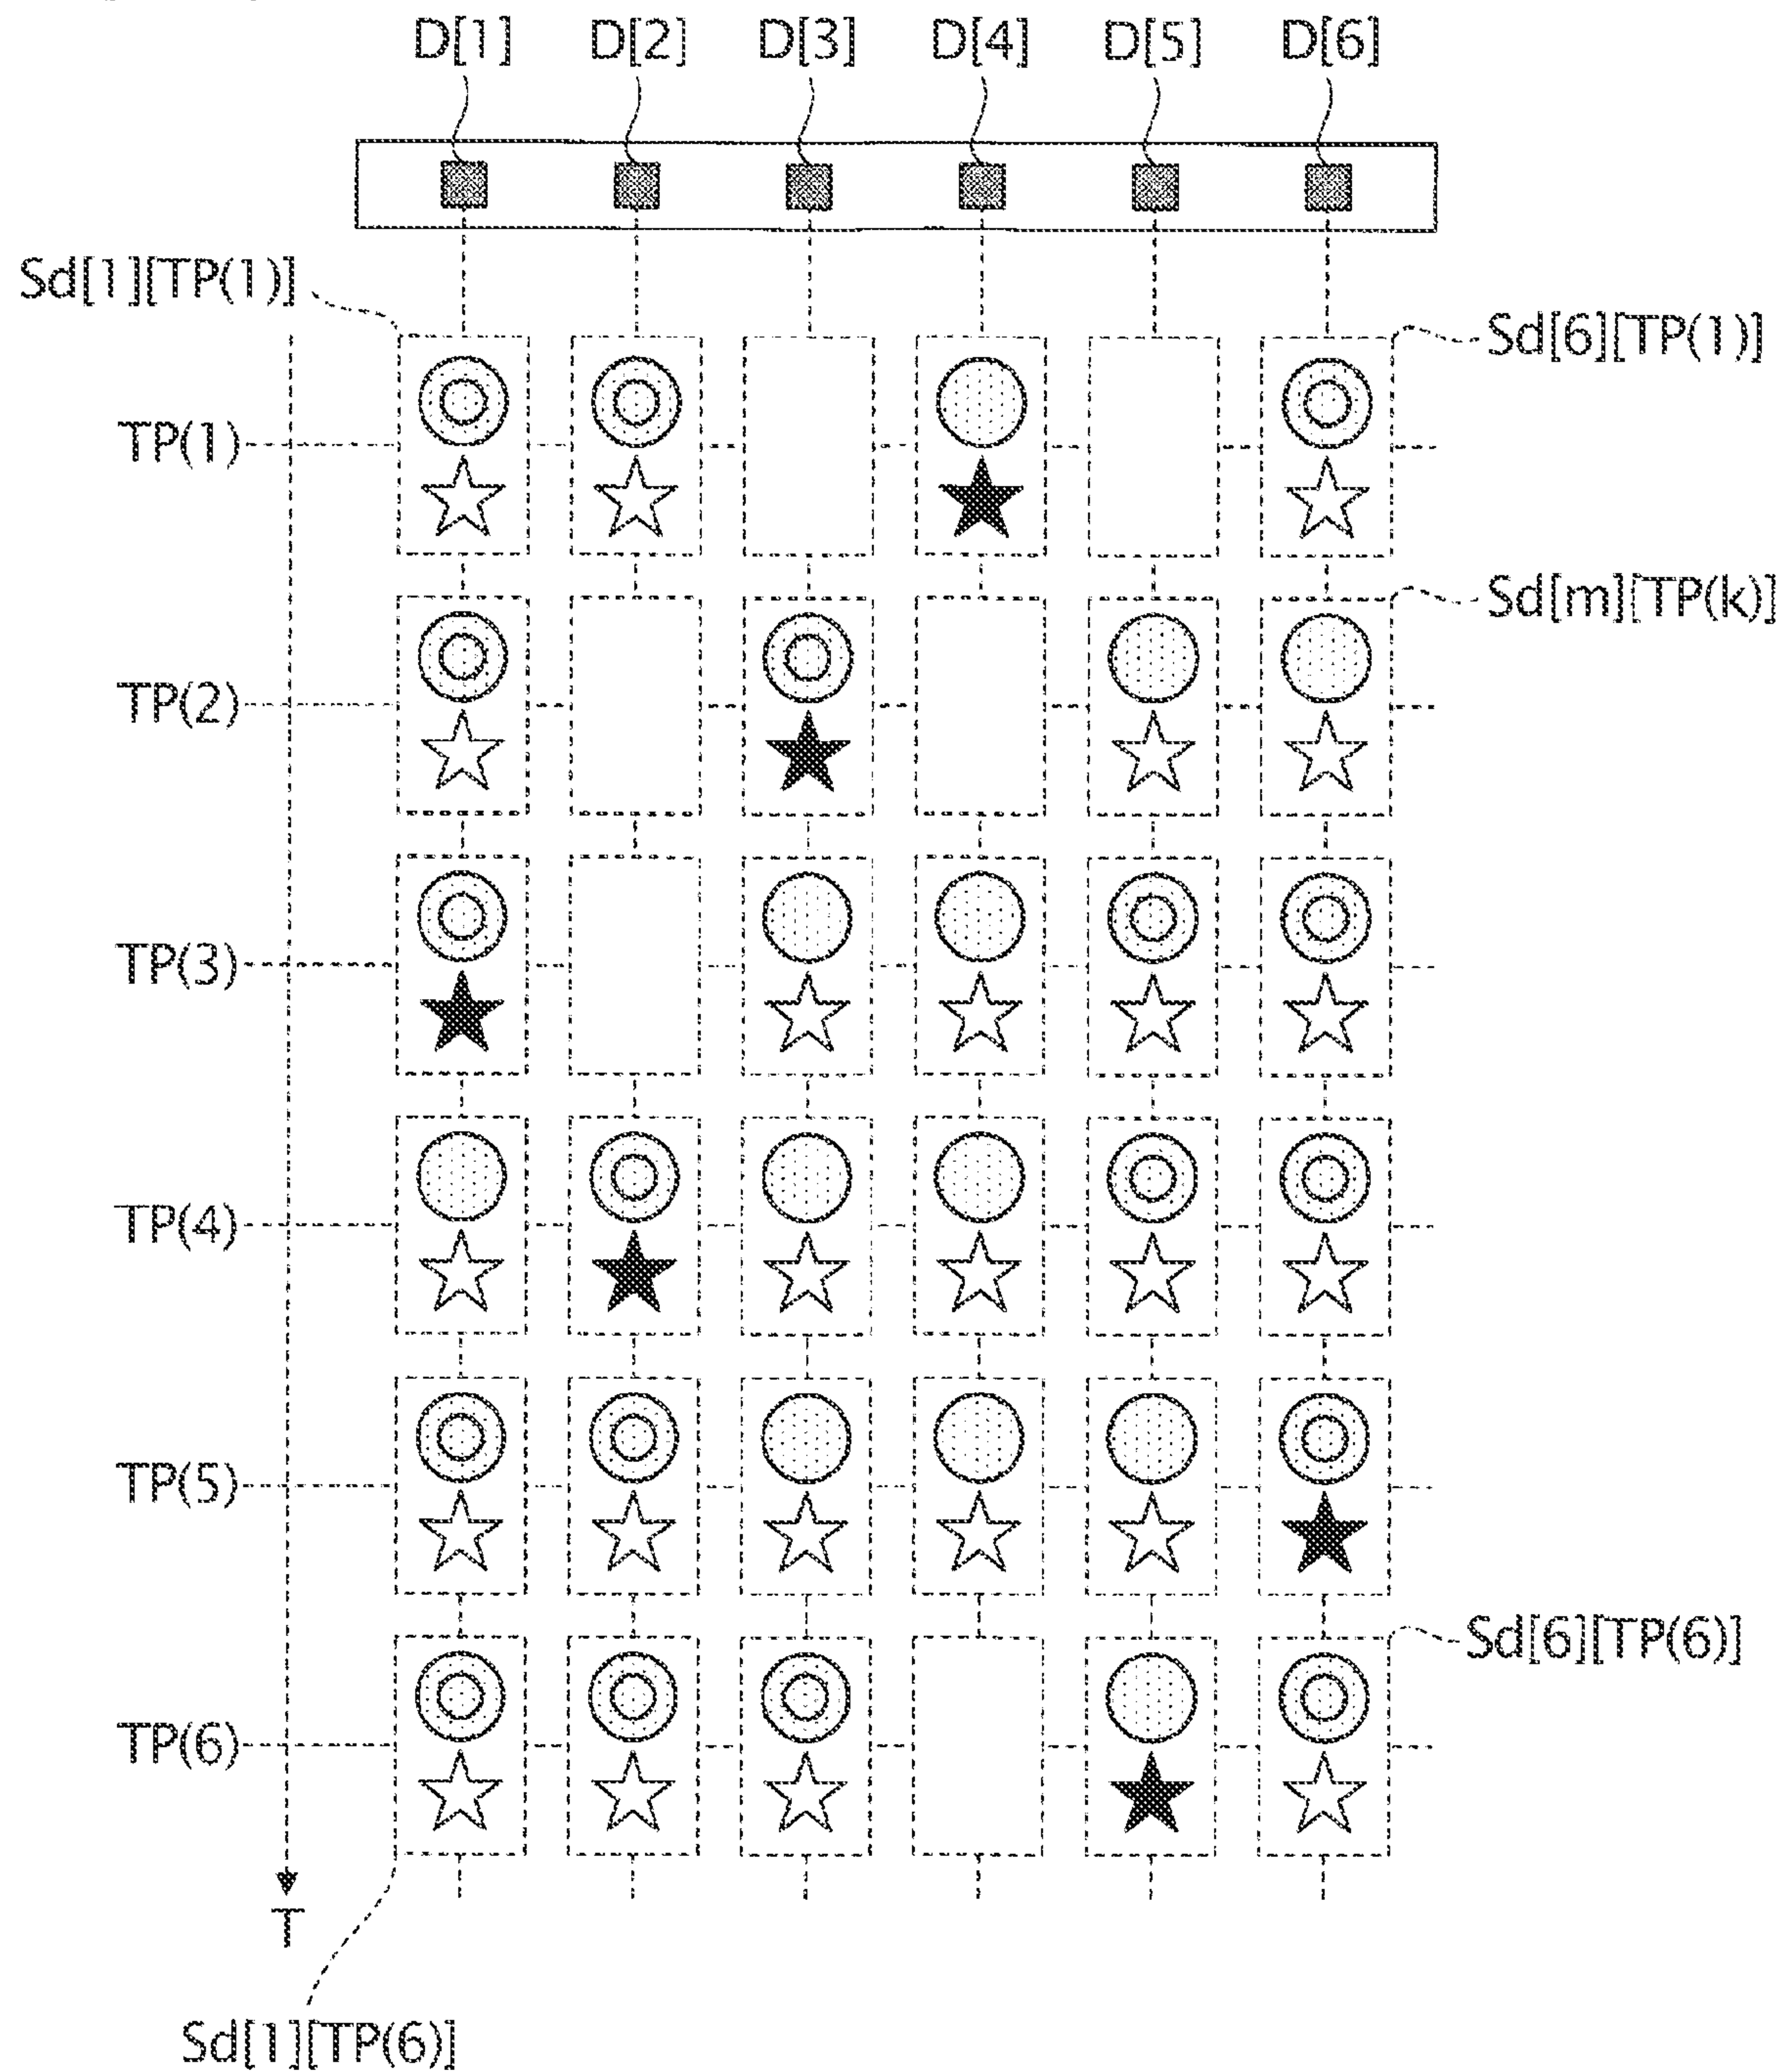 D[1] D[2] D[3] D[4] D[5] D[6]
Sd[1][TP(1)]
Sd[6][TP(1)]
TP(1)
Sd[m][TP(k)]
TP(2)
TP(3)
TP(4)
TP(5)
Sd[6][TP(6)]
TP(6)
T
Sd[1][TP(6)]